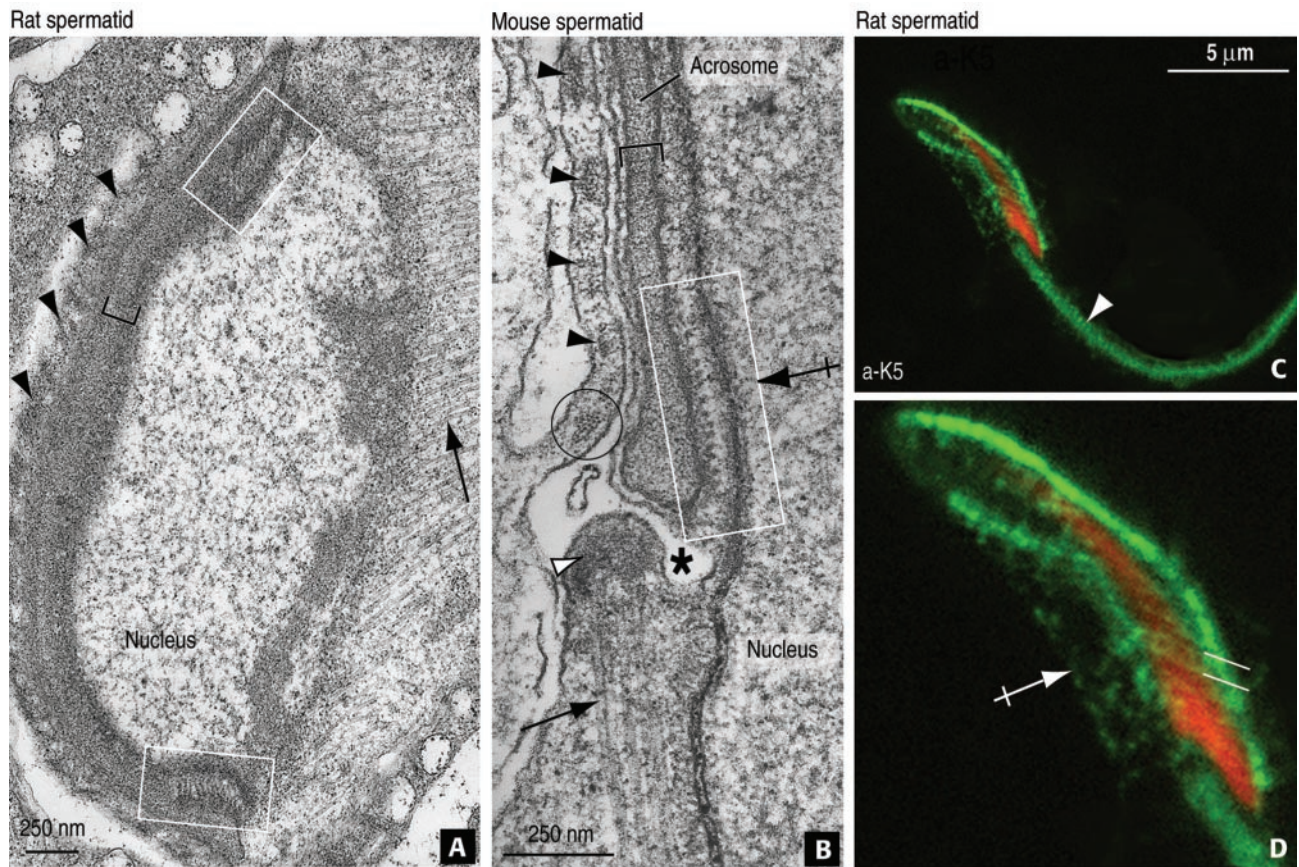 Rat spermatid
Mouse spermatid
Rat spermatid
Nucleus
250 nm
A
Acrosome
*
Nucleus
250 nm
B
a-K5
5 µm
a-K5
C
D